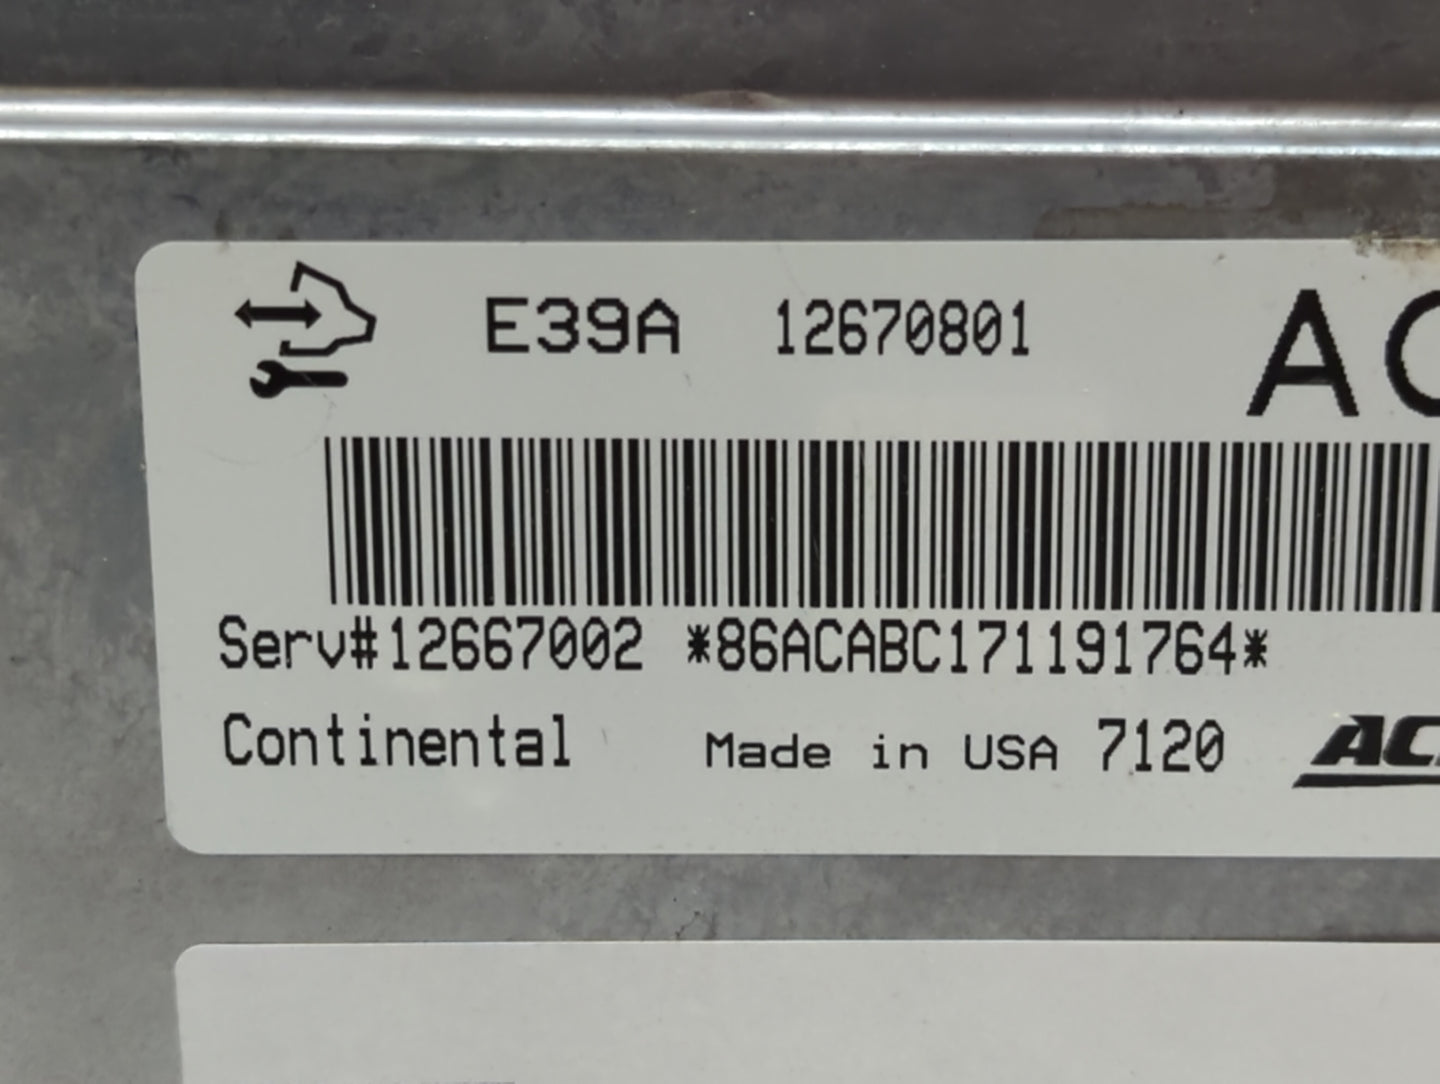 E39A 12670801 AC
Serv#12667002 *86ACABC171191764*
Continental Made in USA 7120 AC